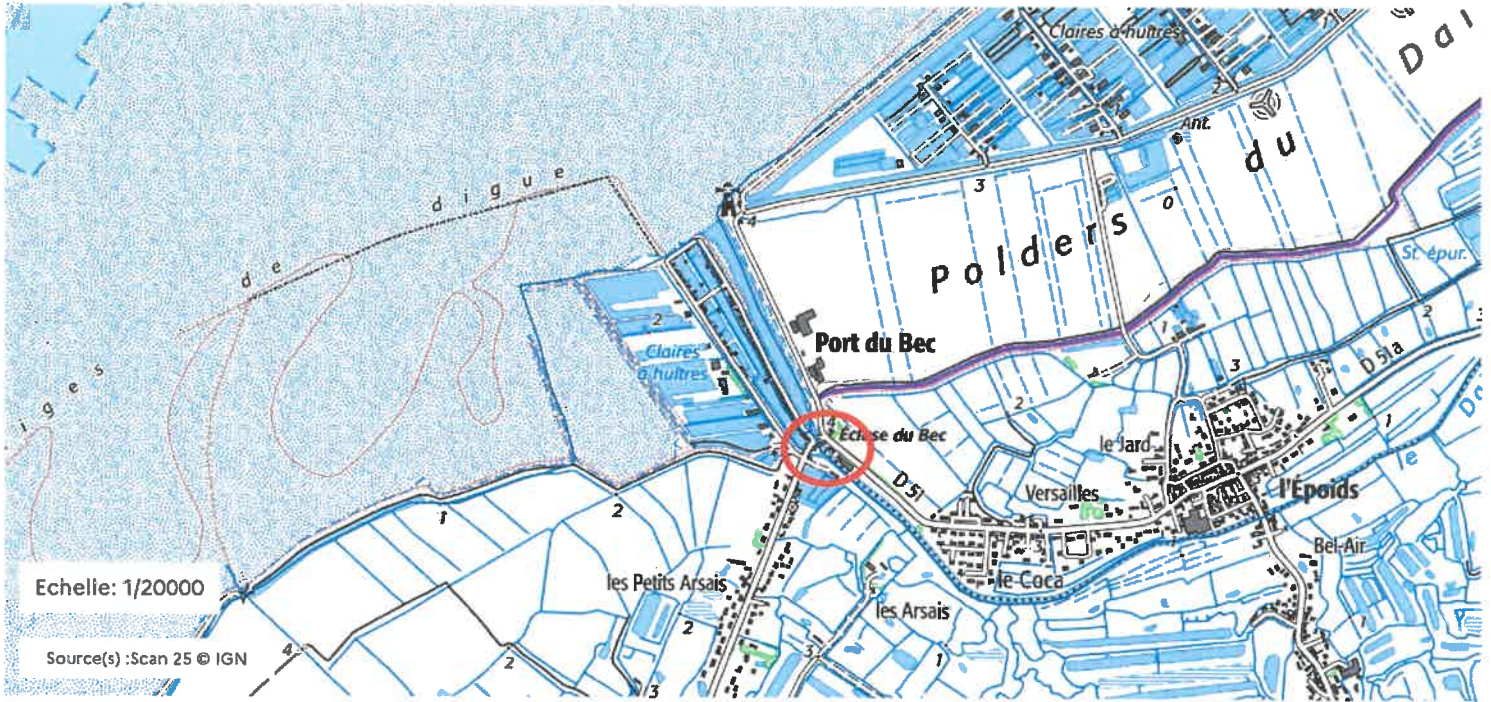 Claires à huîtres
Dai
2
Ant.
du
3
o
Polders
de digue
4
St. épur.
2
Claires
à huîtres
Port du Bec
2
1
3
D 51a
iges
4
Écluse du Bec
2
le Jard
1
D 51
Versailles
l'Époids
1
2
Bel-Air
Echelle: 1/20000
les Petits Arsais
le Coca
les Arsais
2
1
Source(s) :Scan 25 © IGN
4
2
3
3
1